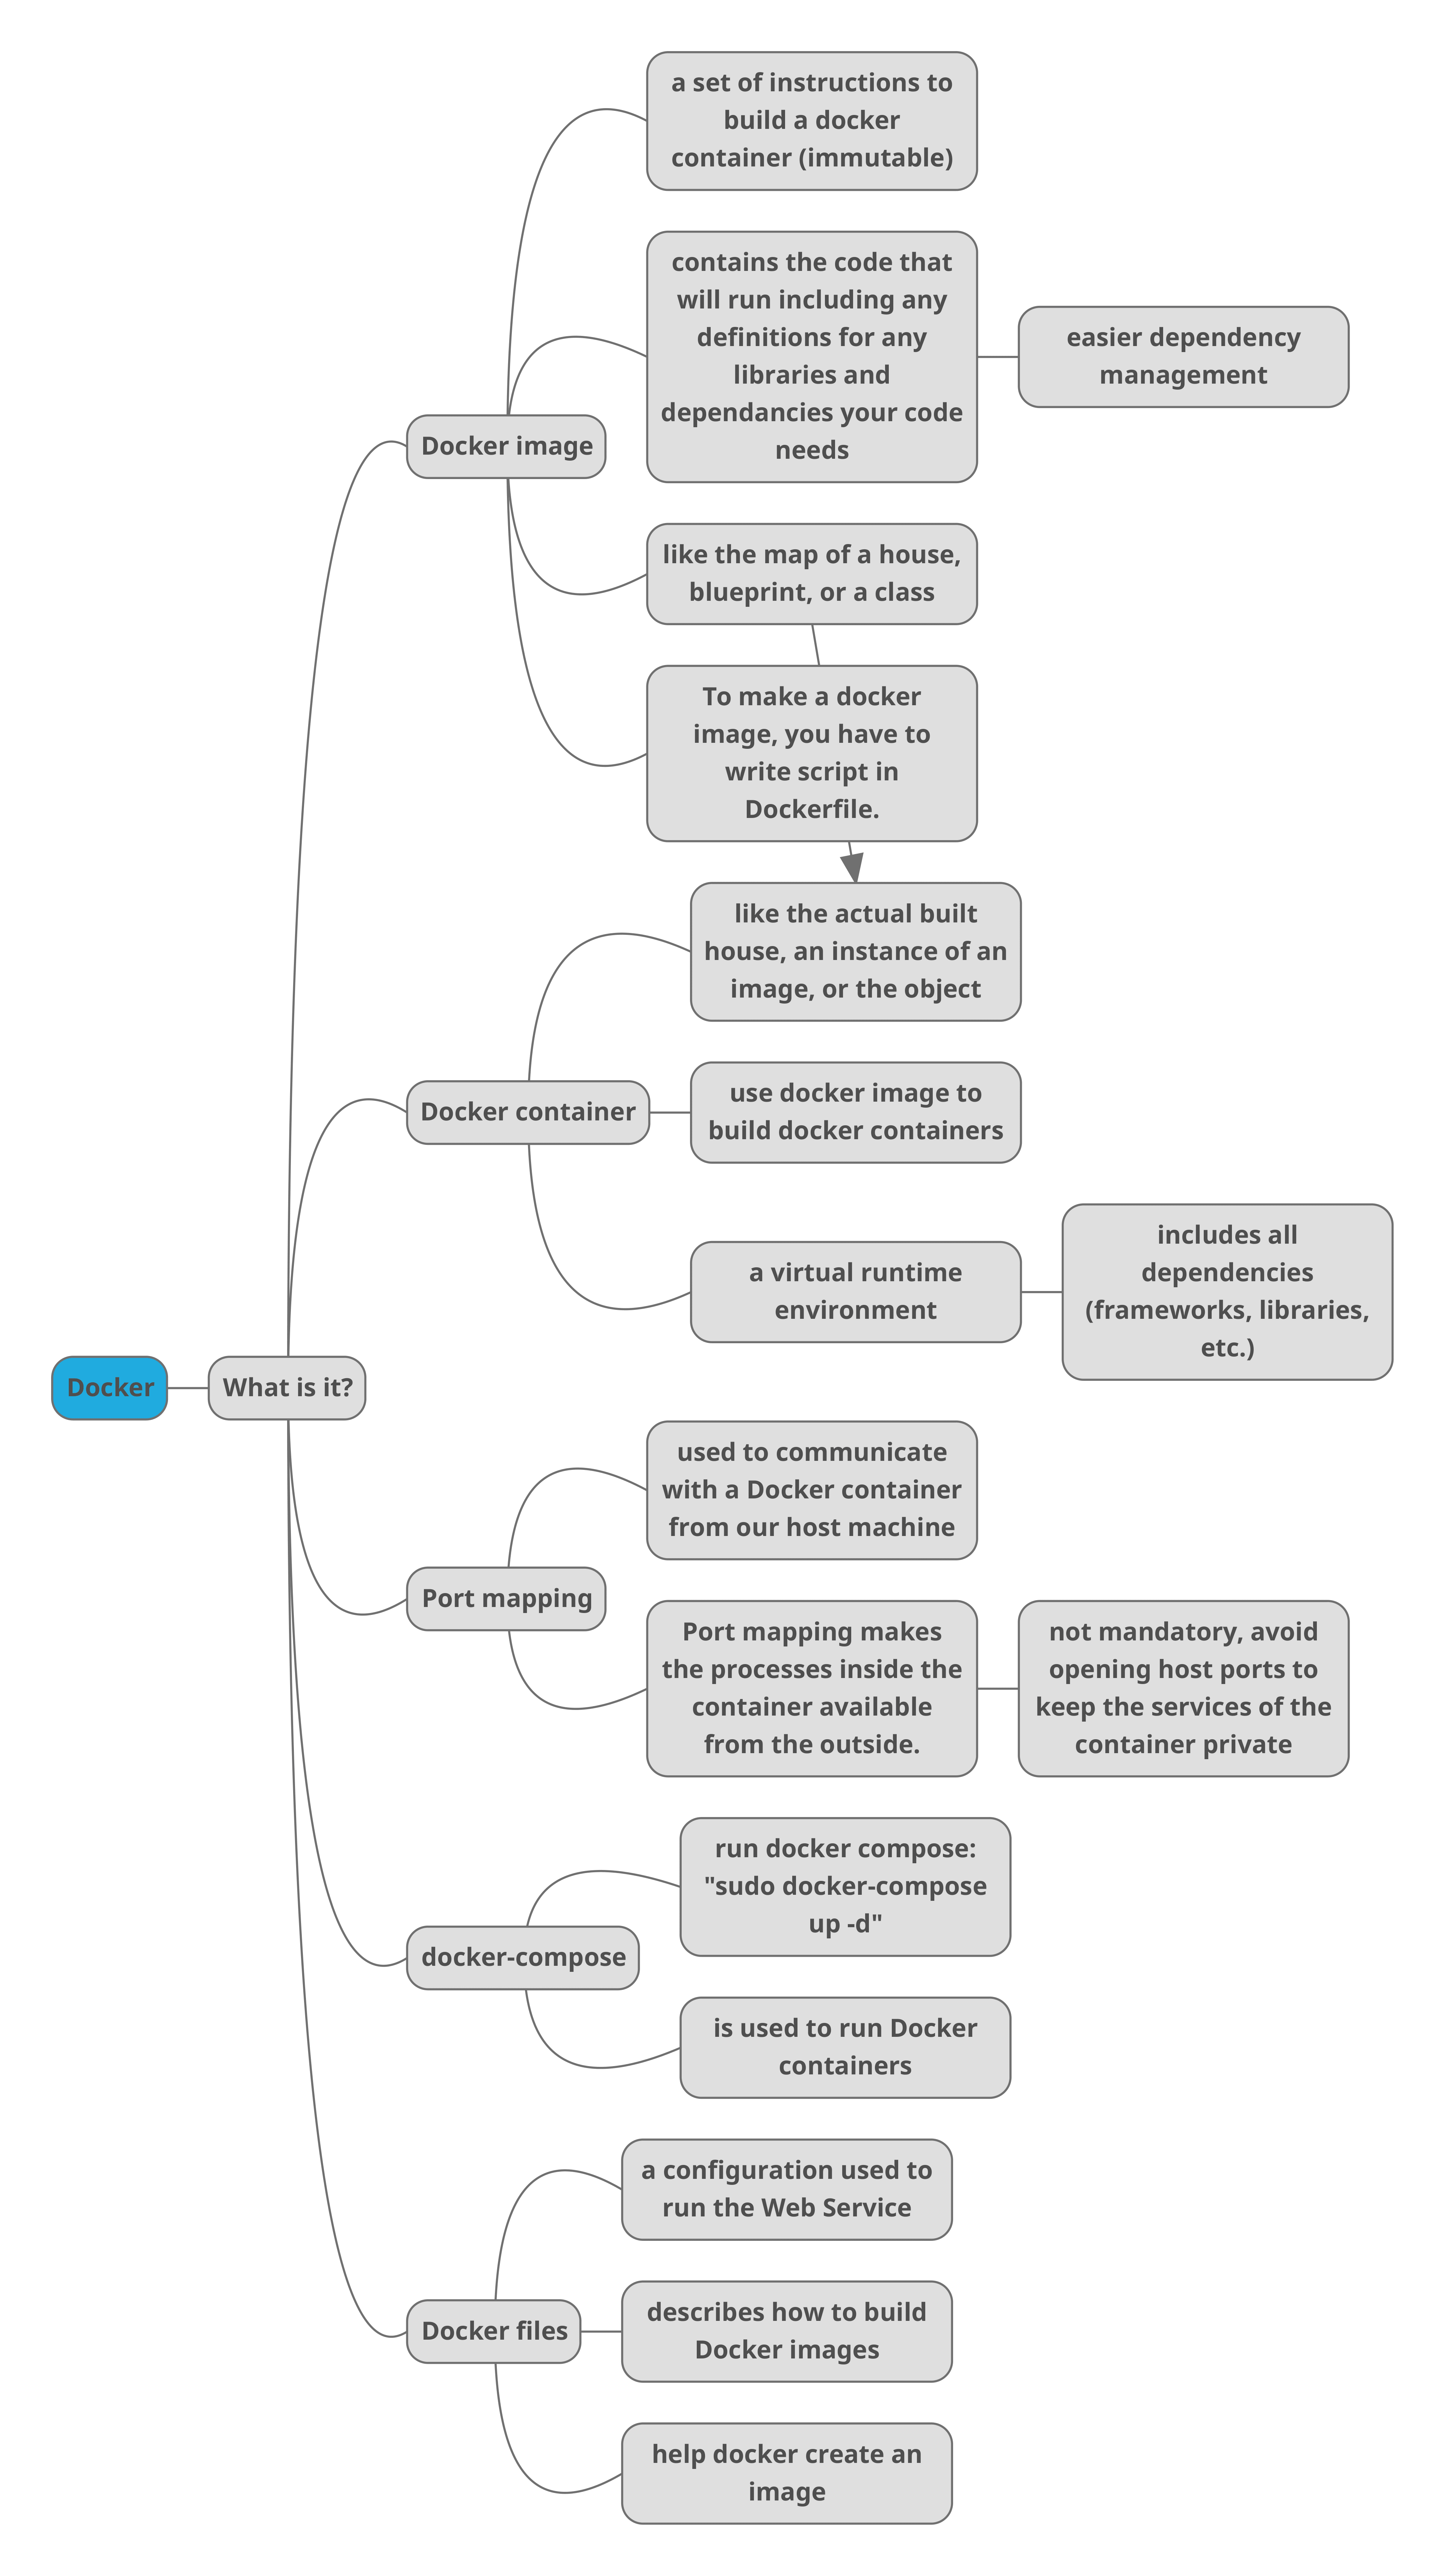 a set of instructions to
build a docker
container (immutable)
contains the code that
will run including any
definitions for any
libraries and
dependancies your code
needs
easier dependency
management
Docker image
like the map of a house,
blueprint, or a class
To make a docker
image, you have to
write script in
Dockerfile.
like the actual built
house, an instance of an
image, or the object
Docker container
use docker image to
build docker containers
a virtual runtime
environment
includes all
dependencies
(frameworks, libraries,
etc.)
Docker
What is it?
used to communicate
with a Docker container
from our host machine
Port mapping
Port mapping makes
the processes inside the
container available
from the outside.
not mandatory, avoid
opening host ports to
keep the services of the
container private
run docker compose:
"sudo docker-compose
up -d"
docker-compose
is used to run Docker
containers
a configuration used to
run the Web Service
Docker files
describes how to build
Docker images
help docker create an
image